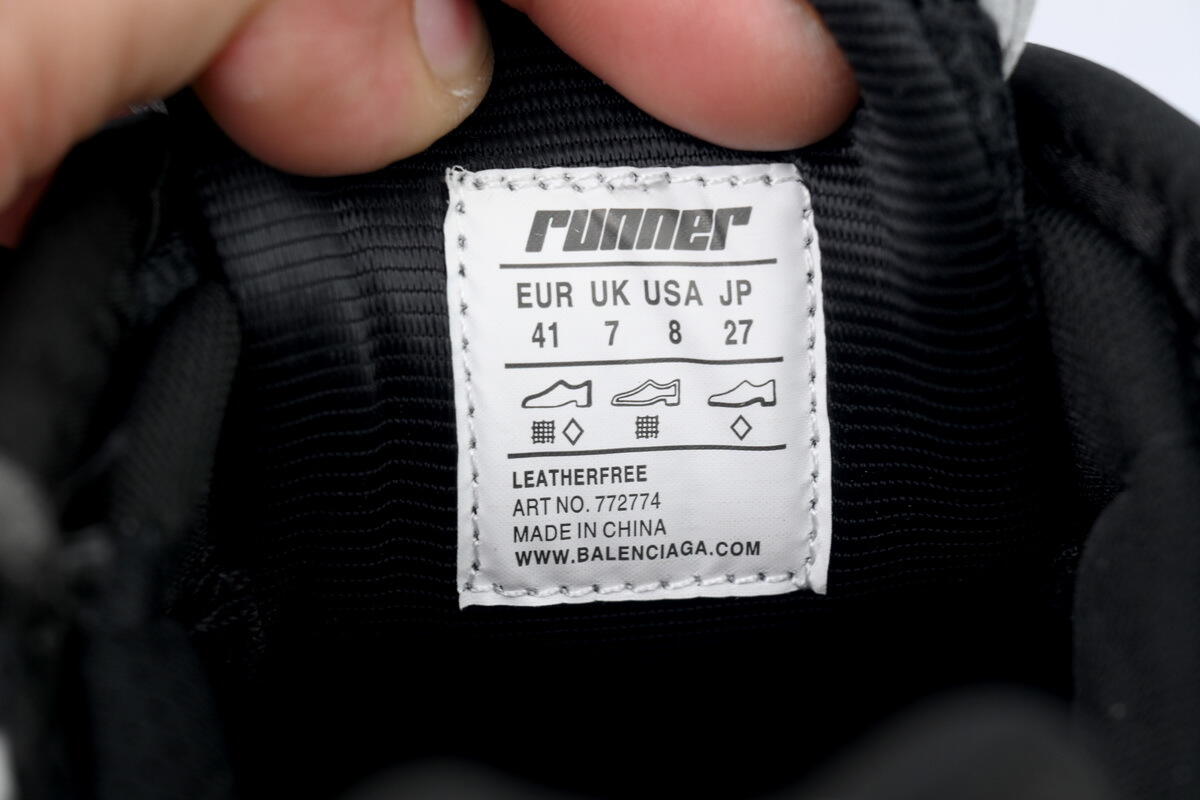 runner
EUR UK USA JP
41 7 8 27
LEATHERFREE
ART NO. 772774
MADE IN CHINA
WWW.BALENCIAGA.COM